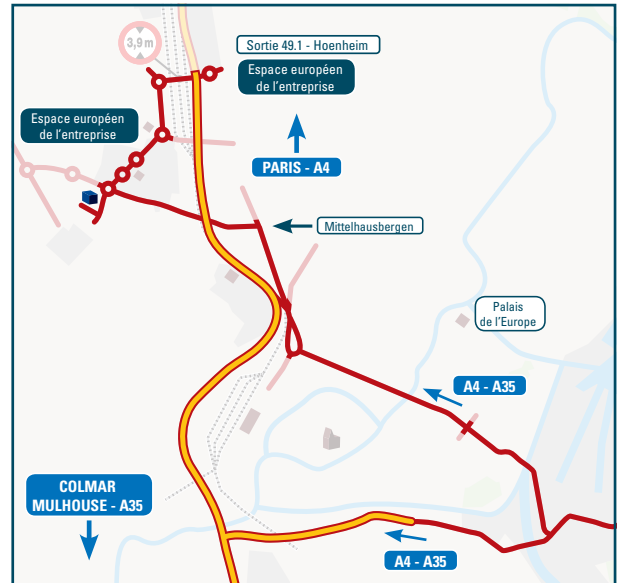 3,9 m
Sortie 49.1 - Hoenheim
Espace européen
de l'entreprise
Espace européen
de l'entreprise
PARIS - A4
Mittelhausbergen
Palais
de l'Europe
A4 - A35
COLMAR
MULHOUSE - A35
A4 - A35